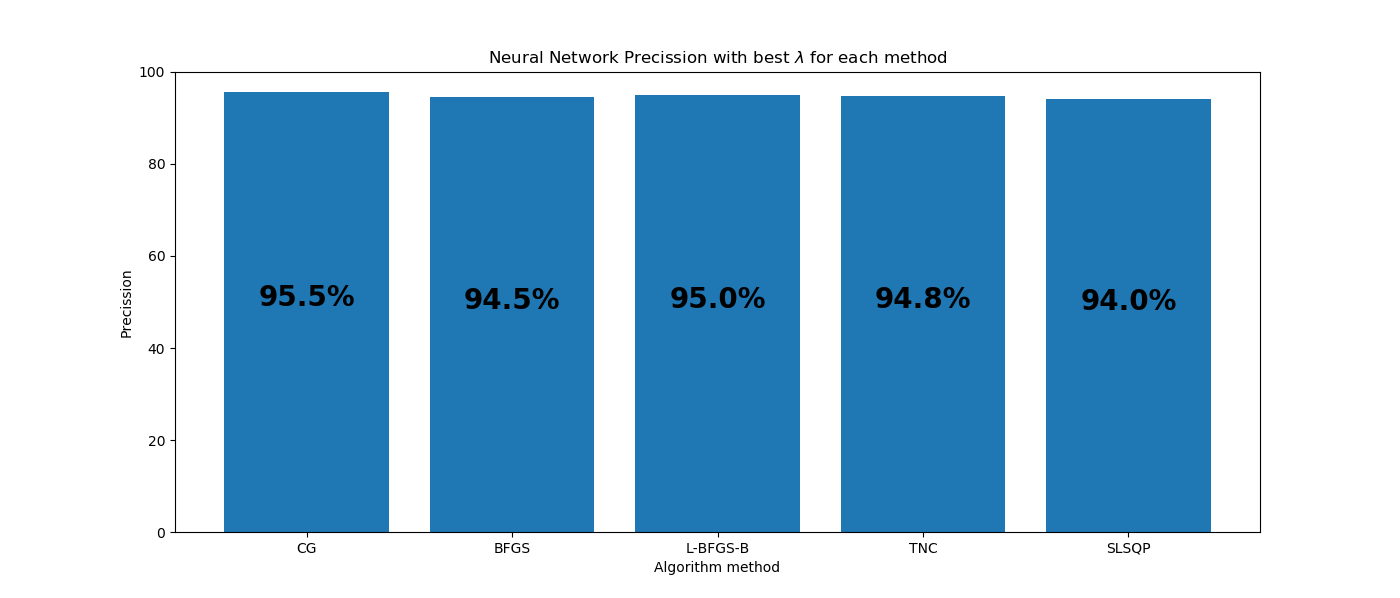 Neural Network Precission with best λ for each method
100
80
60
40
20
0
Precission
95.5%
94.5%
95.0%
94.8%
94.0%
CG
BFGS
L-BFGS-B
TNC
SLSQP
Algorithm method